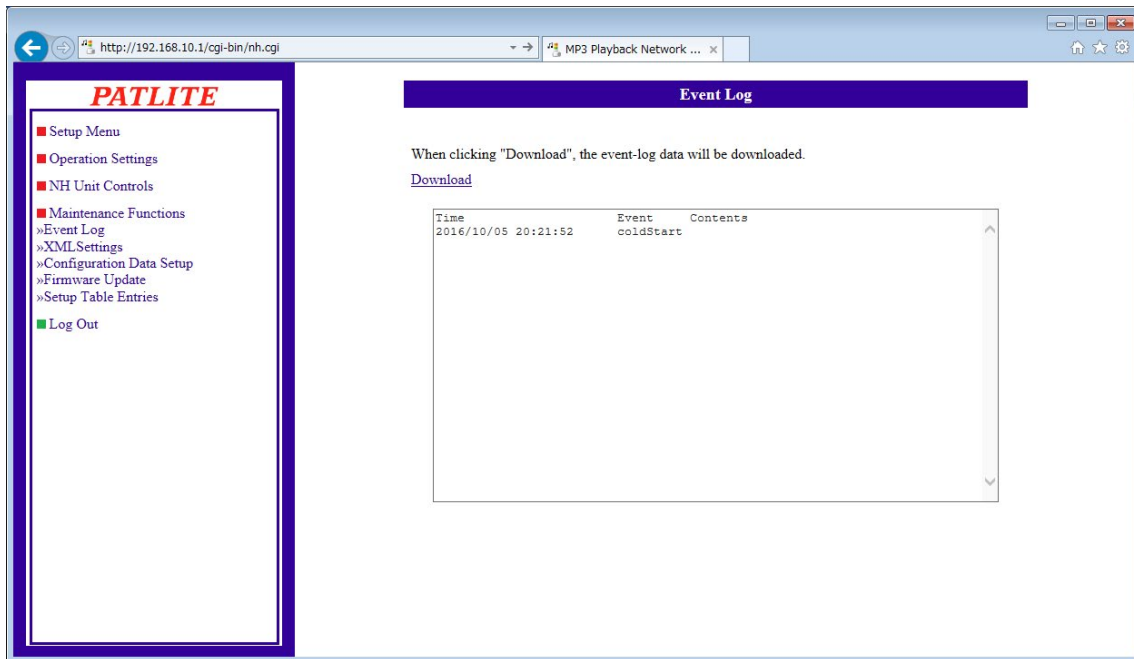 http://192.168.10.1/cgi-bin/nh.cgi
MP3 Playback Network ...
PATLITE
Setup Menu
Operation Settings
NH Unit Controls
Maintenance Functions
»Event Log
»XMLSettings
»Configuration Data Setup
»Firmware Update
»Setup Table Entries
Log Out
Event Log
When clicking "Download", the event-log data will be downloaded.
Download
Time Event Contents
2016/10/05 20:21:52 coldStart